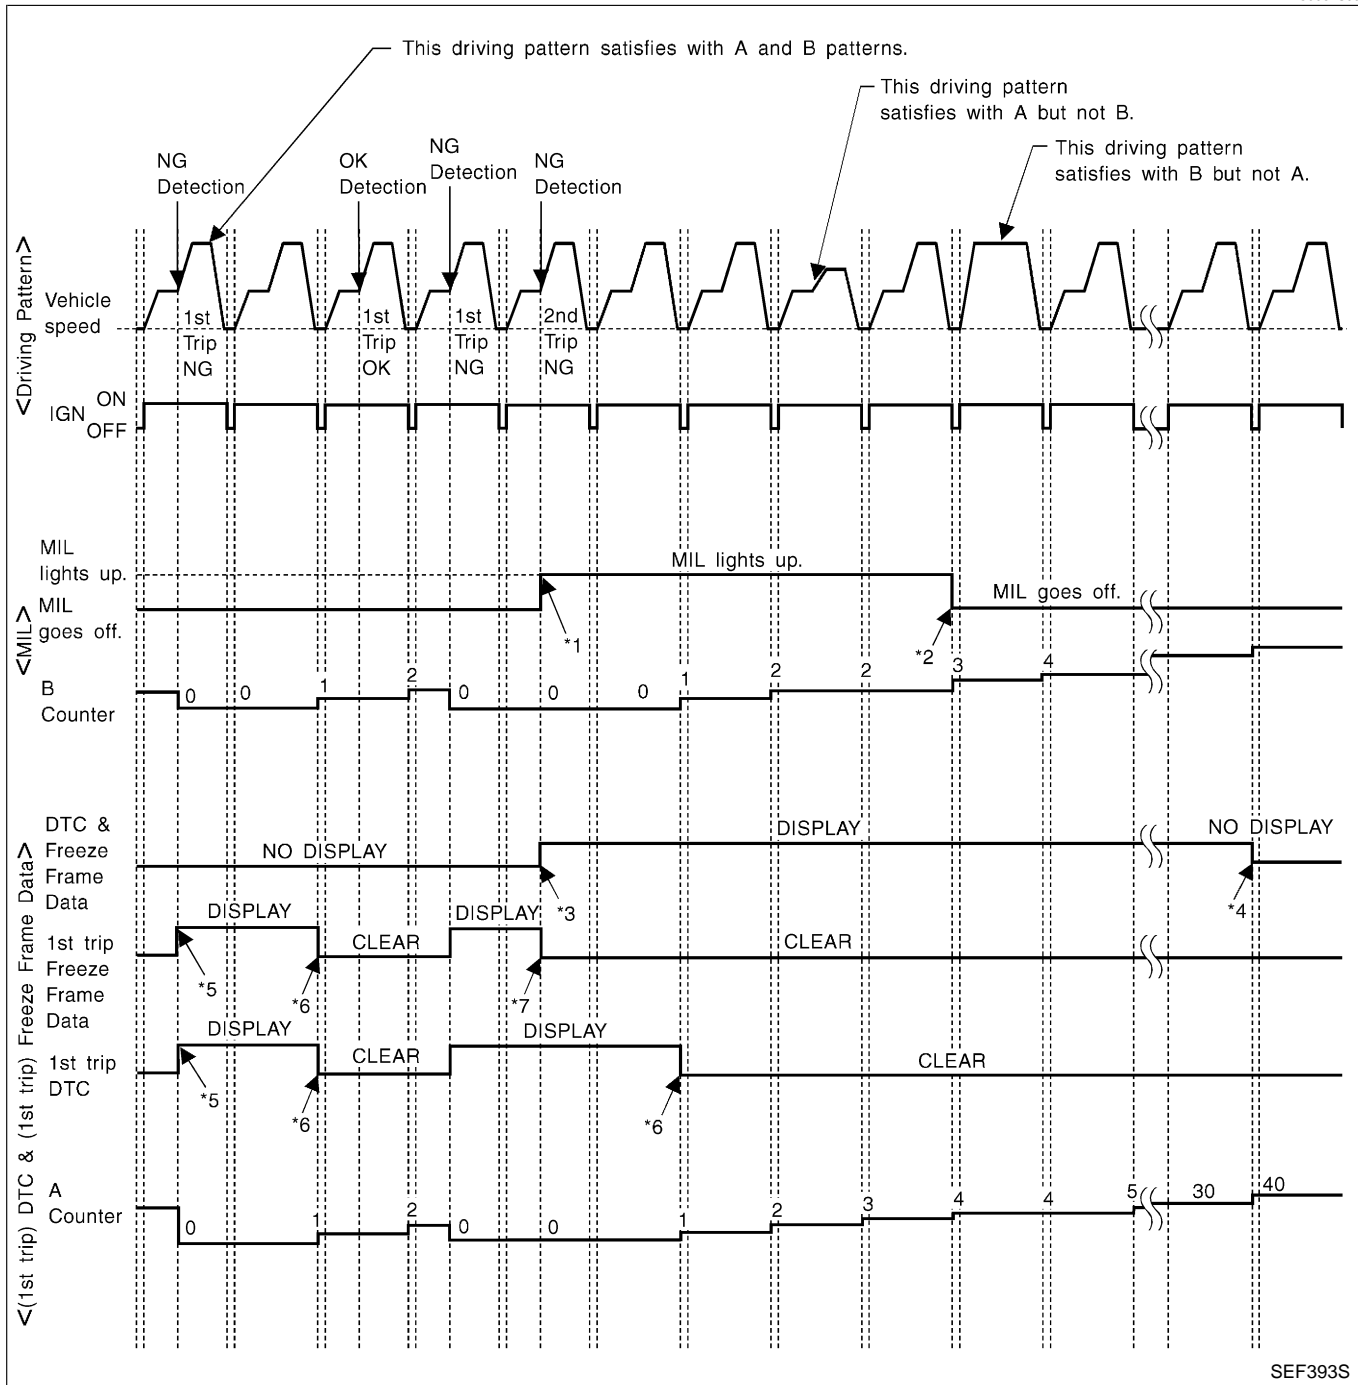 This driving pattern satisfies with A and B patterns.
This driving pattern
satisfies with A but not B.
This driving pattern
satisfies with B but not A.
NG
Detection
OK
Detection
NG
Detection
NG
Detection
<Driving Pattern>
Vehicle
speed
1st
Trip
NG
1st
Trip
OK
1st
Trip
NG
2nd
Trip
NG
IGN
ON
OFF
<MIL>
MIL
lights up.
MIL lights up.
MIL
goes off.
MIL goes off.
*1
*2
B
Counter
0 0 1 2 0 0 0 1 2 2 3 4
<(1st trip) DTC & (1st trip) Freeze Frame Data>
DTC &
Freeze
Frame
Data
NO DISPLAY
DISPLAY
NO DISPLAY
*3
*4
1st trip
Freeze
Frame
Data
DISPLAY
CLEAR
DISPLAY
CLEAR
*5
*6
*7
1st trip
DTC
DISPLAY
CLEAR
DISPLAY
CLEAR
*5
*6
*6
A
Counter
0 1 2 0 0 1 2 3 4 4 5 30 40
SEF393S